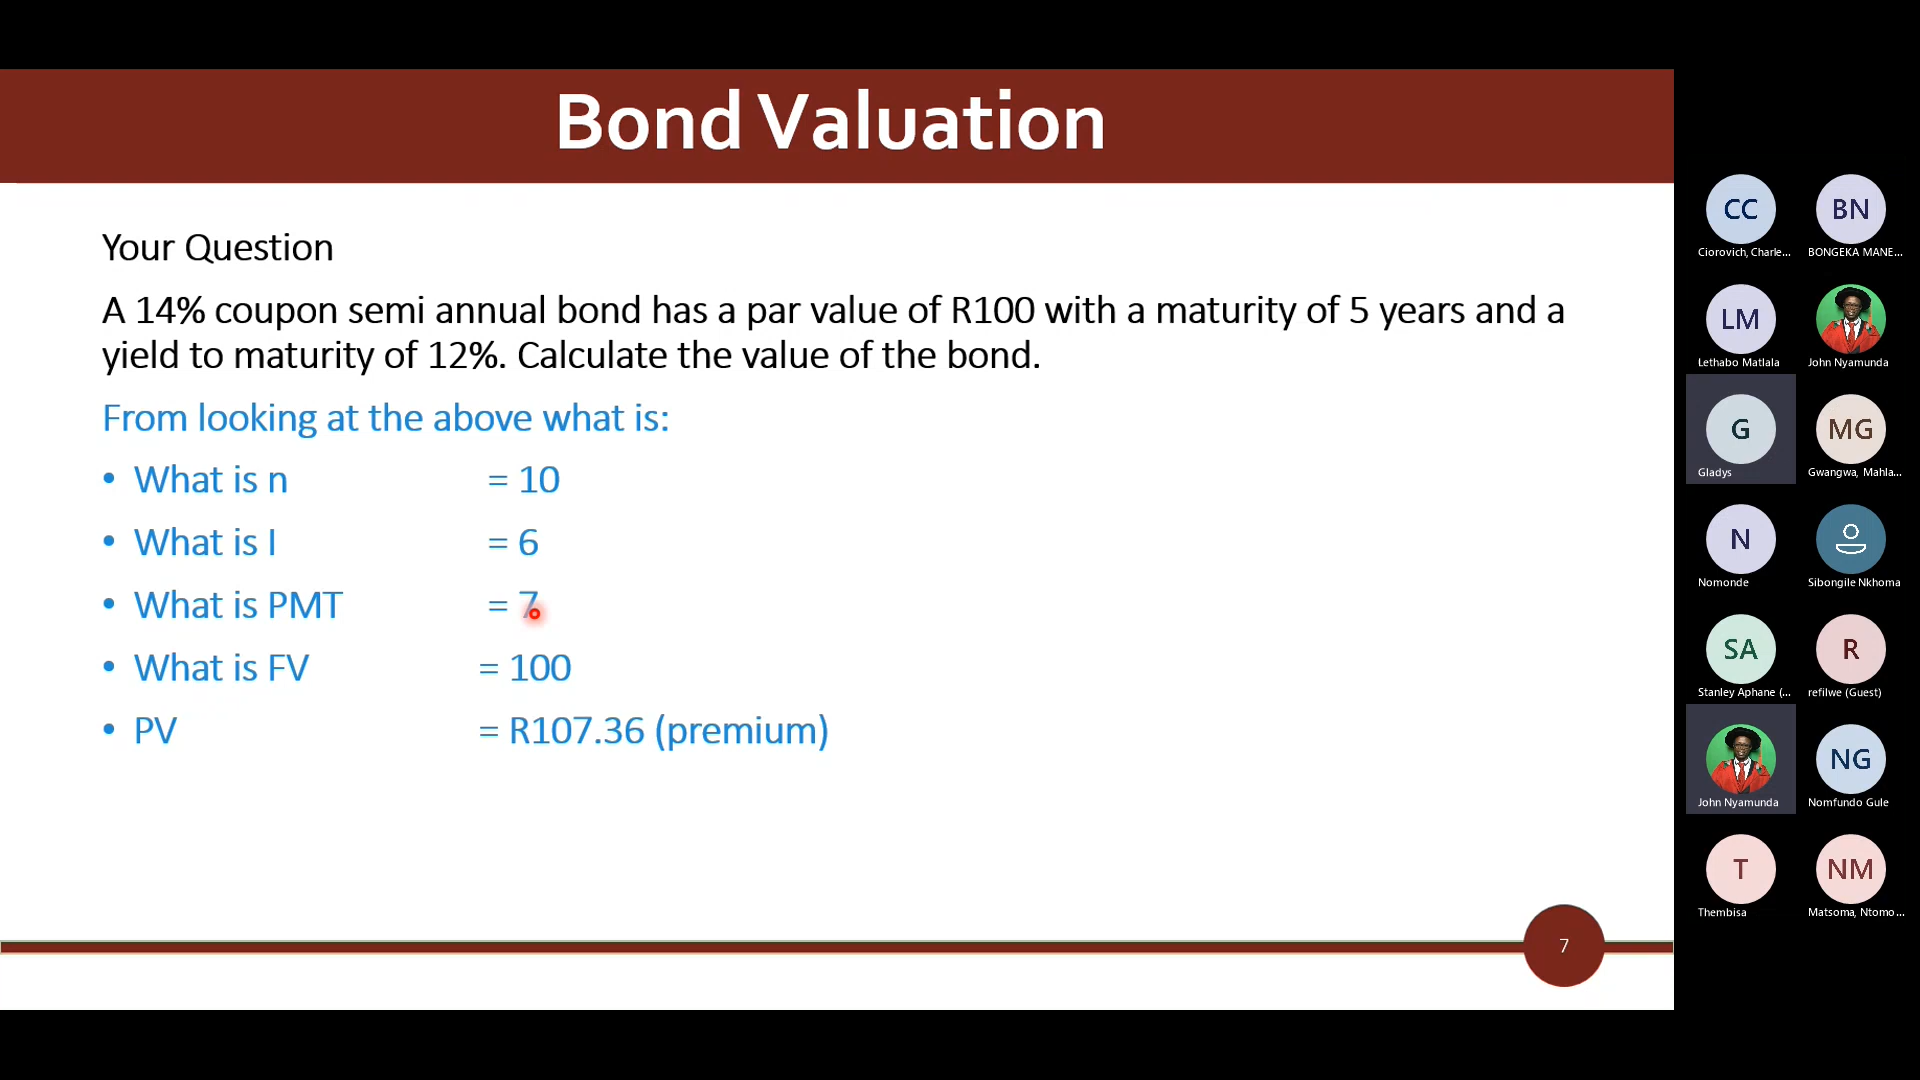 Bond Valuation
Your Question
A 14% coupon semi annual bond has a par value of R100 with a maturity of 5 years and a
yield to maturity of 12%. Calculate the value of the bond.
From looking at the above what is:
• What is n = 10
• What is I = 6
• What is PMT = 7
• What is FV = 100
• PV = R107.36 (premium)
7
CC BN
Ciorovich, Charle... BONGEKA MANE...
LM
Lethabo Matlala John Nyamunda
G MG
Gladys Gwangwa, Mahla...
N
Nomonde Sibongile Nkhoma
SA R
Stanley Aphane (... refilwe (Guest)
NG
John Nyamunda Nomfundo Gule
T NM
Thembisa Matsoma, Ntomo...